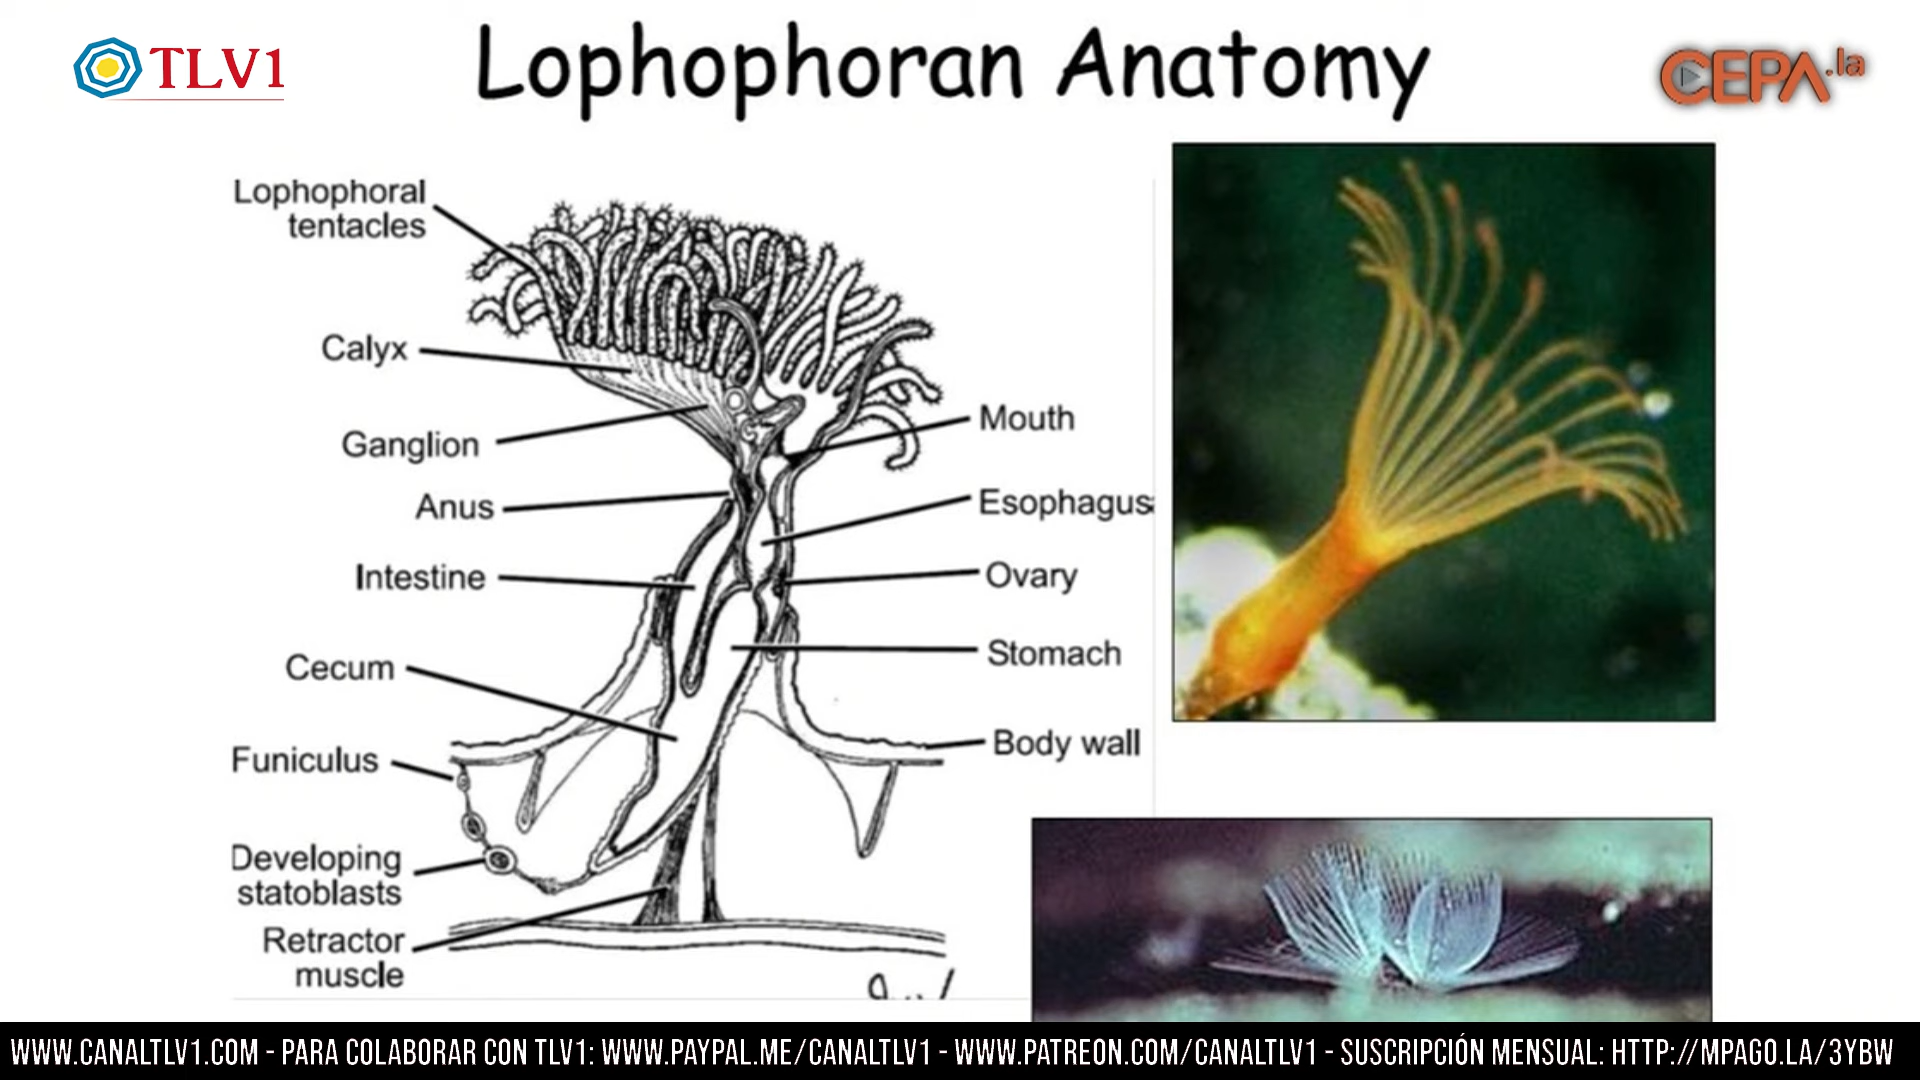 TLV1
Lophophoran Anatomy
CEPA.la
Lophophoral
tentacles
Calyx
Ganglion
Anus
Intestine
Cecum
Funiculus
Developing
statoblasts
Retractor
muscle
Mouth
Esophagus
Ovary
Stomach
Body wall
WWW.CANALTLV1.COM - PARA COLABORAR CON TLV1: WWW.PAYPAL.ME/CANALTLV1 - WWW.PATREON.COM/CANALTLV1 - SUSCRIPCIÓN MENSUAL: HTTP://MPAGO.LA/3YBW